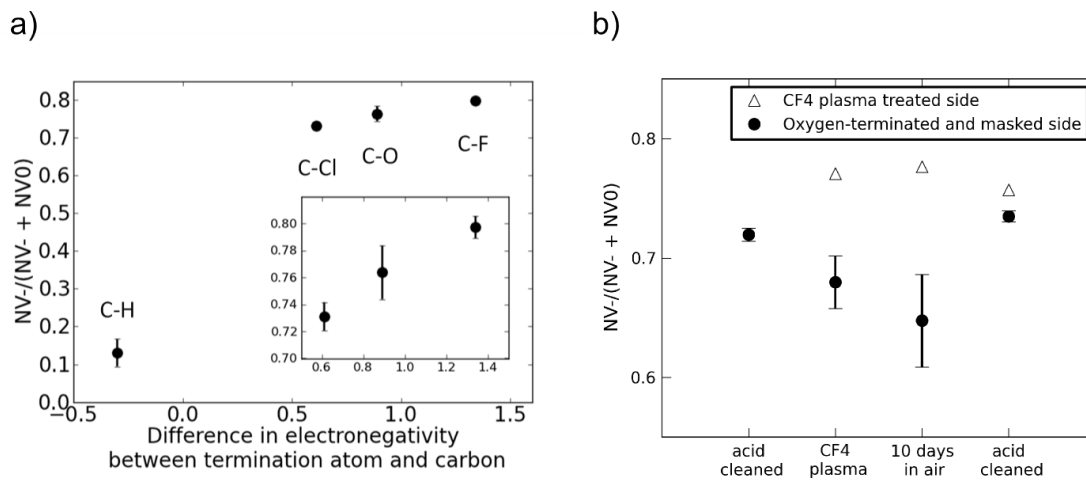 a)
NV-/(NV- + NV0)
0.8
0.7
0.6
0.5
0.4
0.3
0.2
0.1
0.0
C-H
C-Cl
C-O
C-F
0.80
0.78
0.76
0.74
0.72
0.70
0.6 0.8 1.0 1.2 1.4
−0.5 0.0 0.5 1.0 1.5
Difference in electronegativity
between termination atom and carbon
b)
CF4 plasma treated side
Oxygen-terminated and masked side
NV-/(NV- + NV0)
0.8
0.7
0.6
acid
cleaned
CF4
plasma
10 days
in air
acid
cleaned